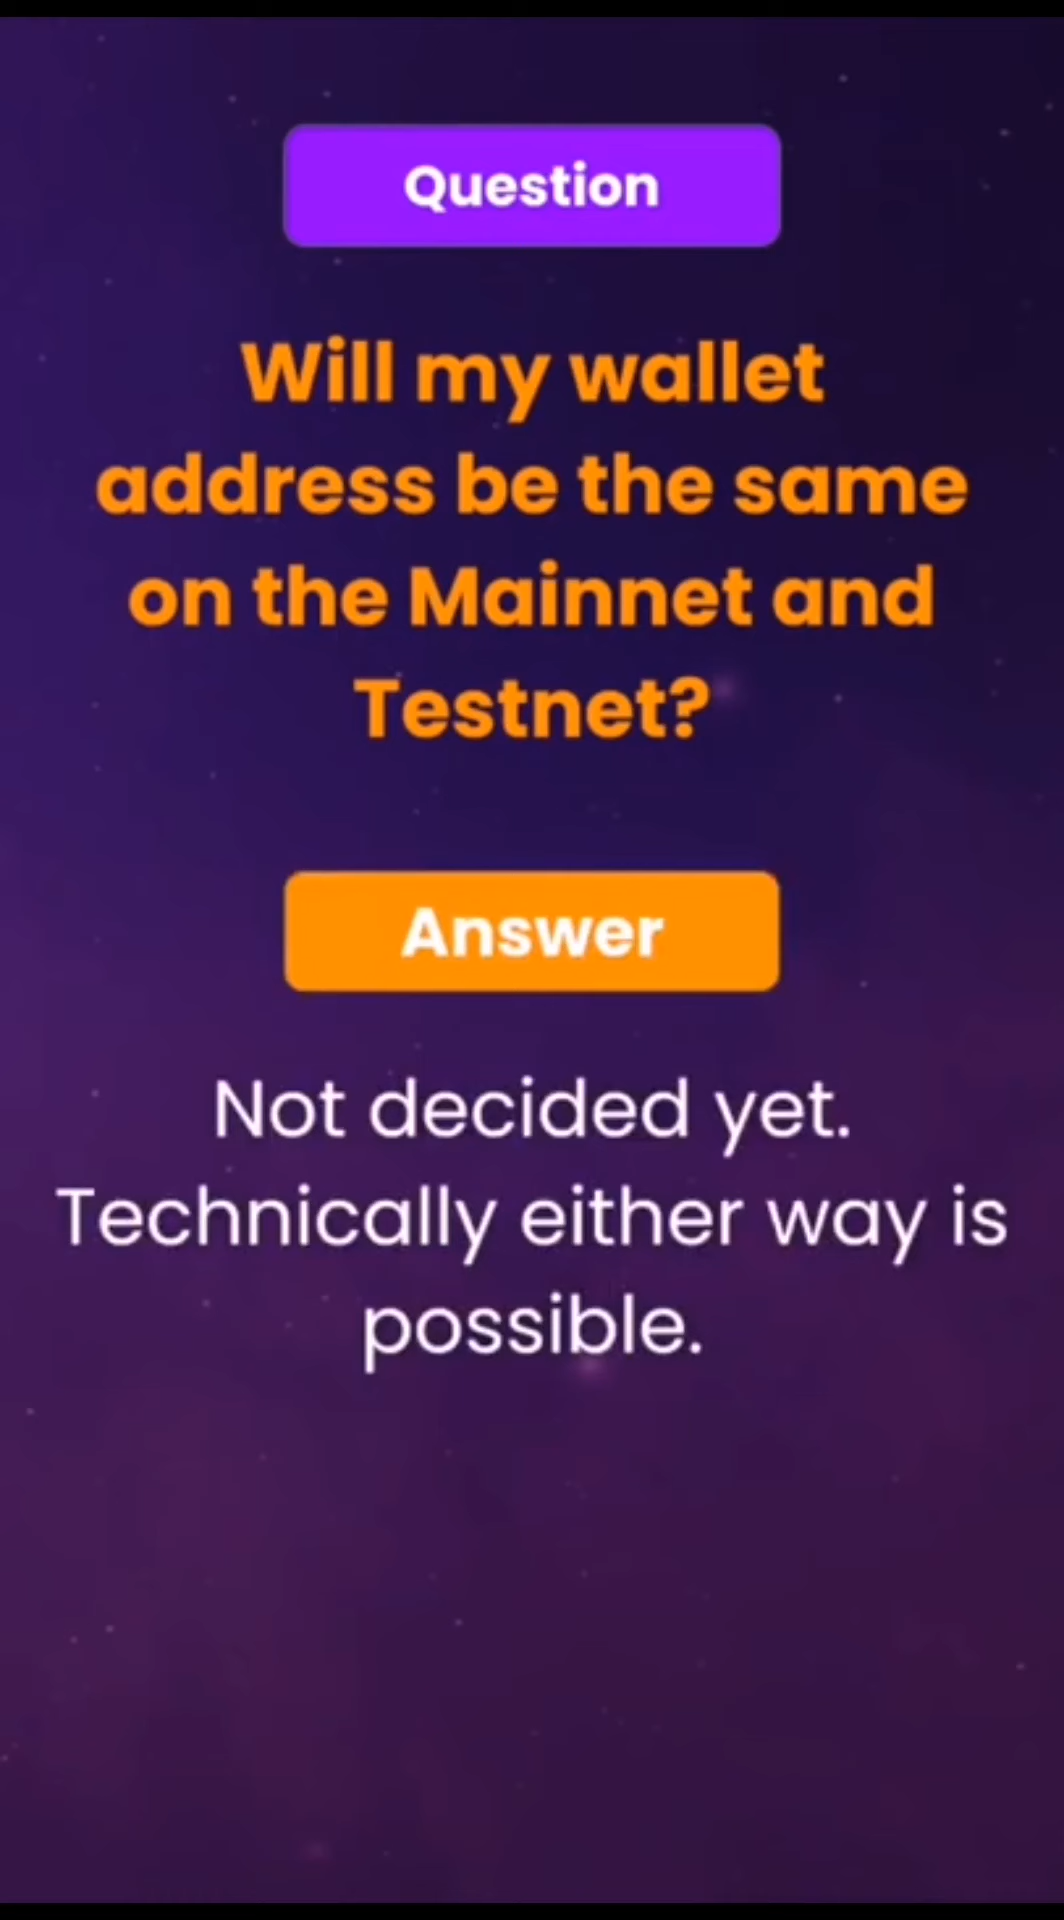 Question
Will my wallet
address be the same
on the Mainnet and
Testnet?
Answer
Not decided yet.
Technically either way is
possible.